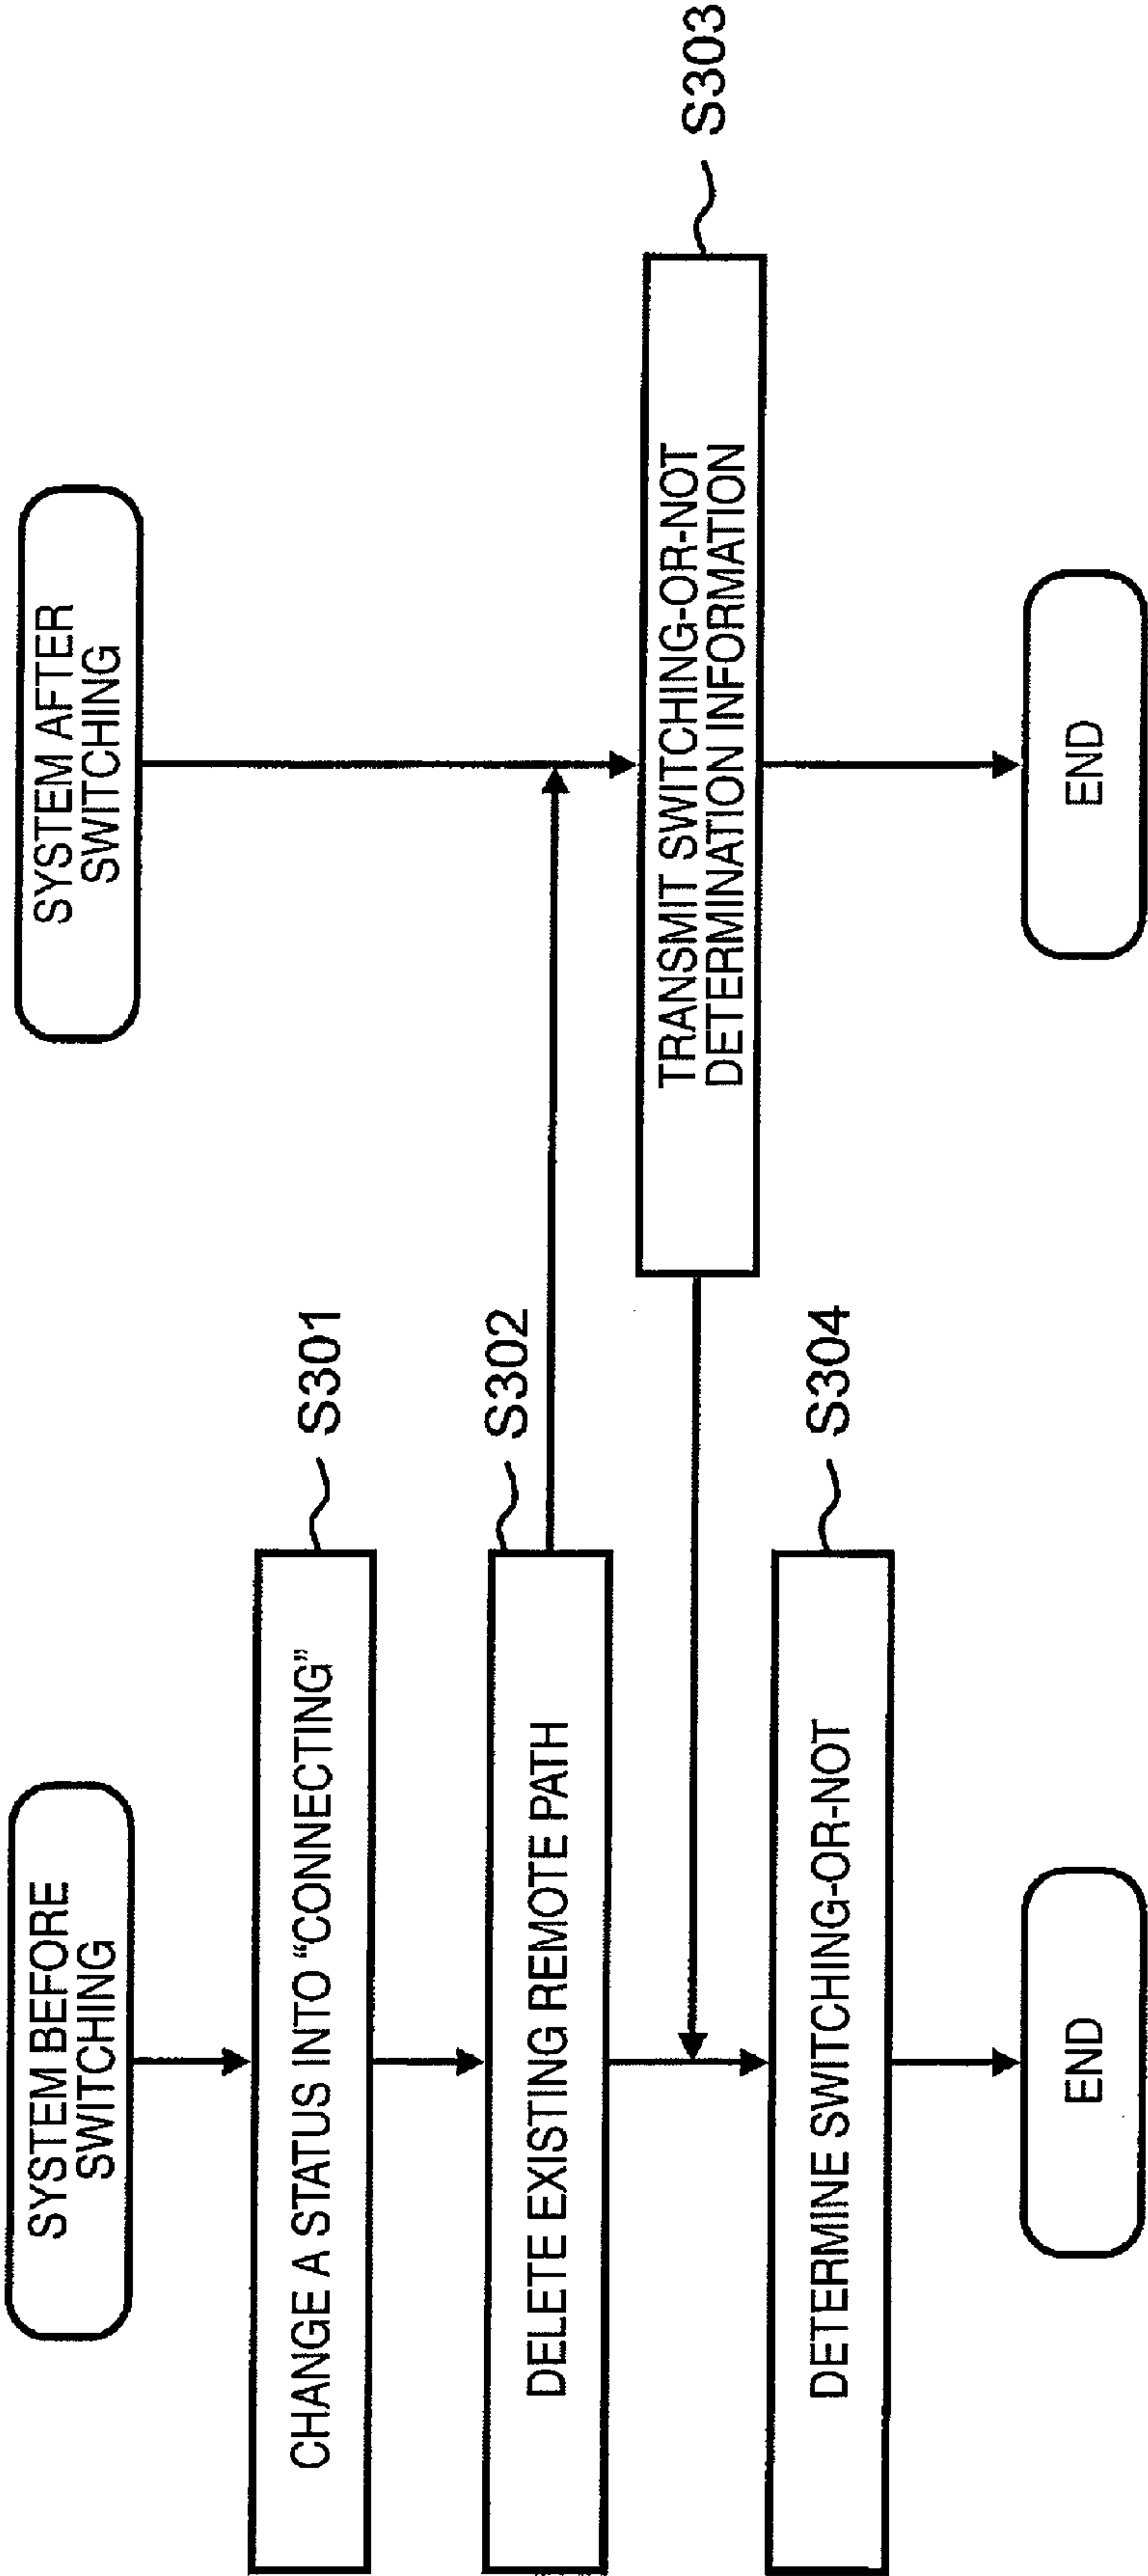 SYSTEM BEFORE
SWITCHING
CHANGE A STATUS INTO “CONNECTING”
S301
DELETE EXISTING REMOTE PATH
S302
DETERMINE SWITCHING-OR-NOT
S304
END
SYSTEM AFTER
SWITCHING
TRANSMIT SWITCHING-OR-NOT
DETERMINATION INFORMATION
S303
END